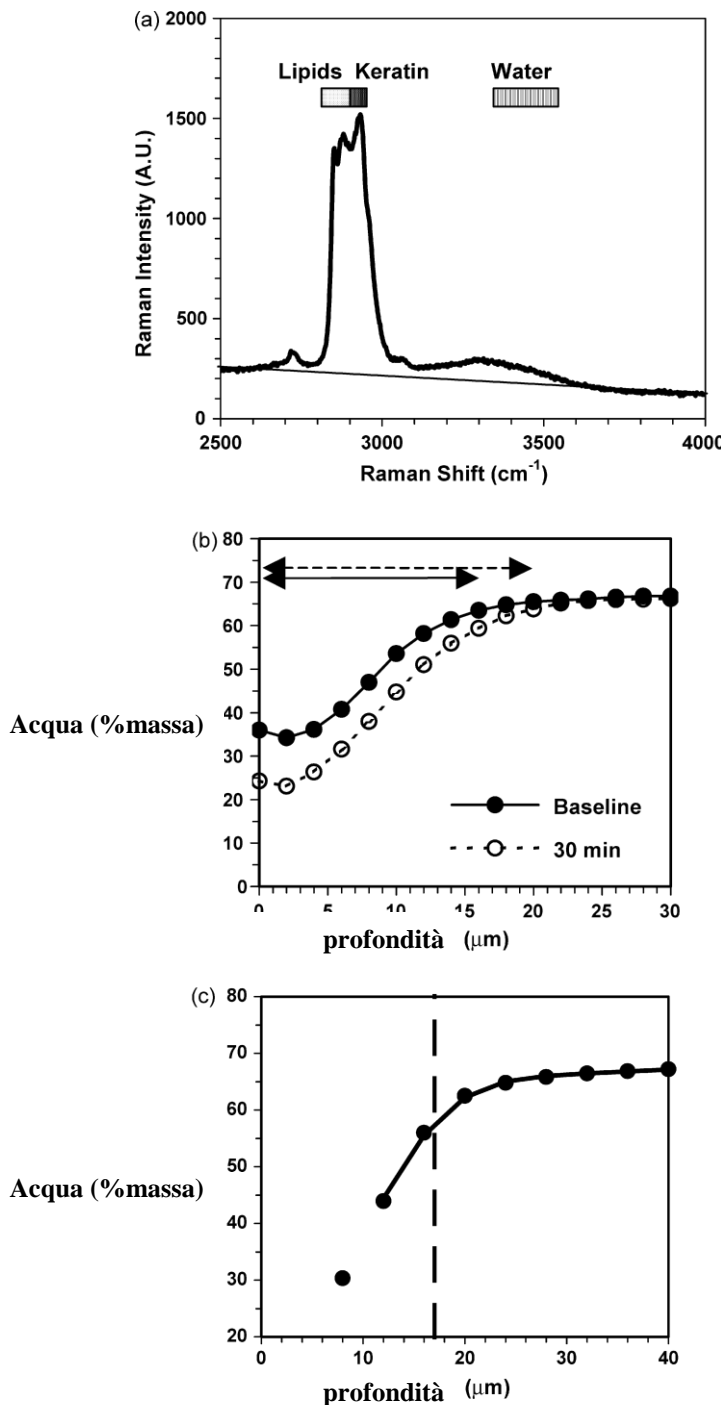 (a)
2000
1500
1000
500
0
Raman Intensity (A.U.)
Lipids Keratin Water
2500 3000 3500 4000
Raman Shift (cm⁻¹)
(b)
80
70
60
50
40
30
20
10
0
Acqua (%massa)
Baseline
30 min
0 5 10 15 20 25 30
profondità (μm)
(c)
80
70
60
50
40
30
20
Acqua (%massa)
0 10 20 30 40
profondità (μm)